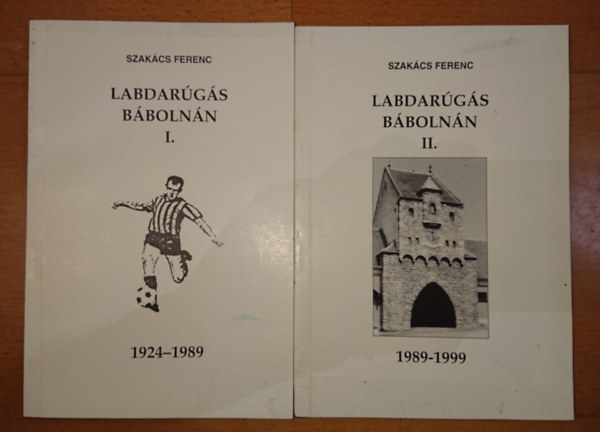 SZAKÁCS FERENC
LABDARÚGÁS
BÁBOLNÁN
I.
1924–1989
SZAKÁCS FERENC
LABDARÚGÁS
BÁBOLNÁN
II.
1989-1999